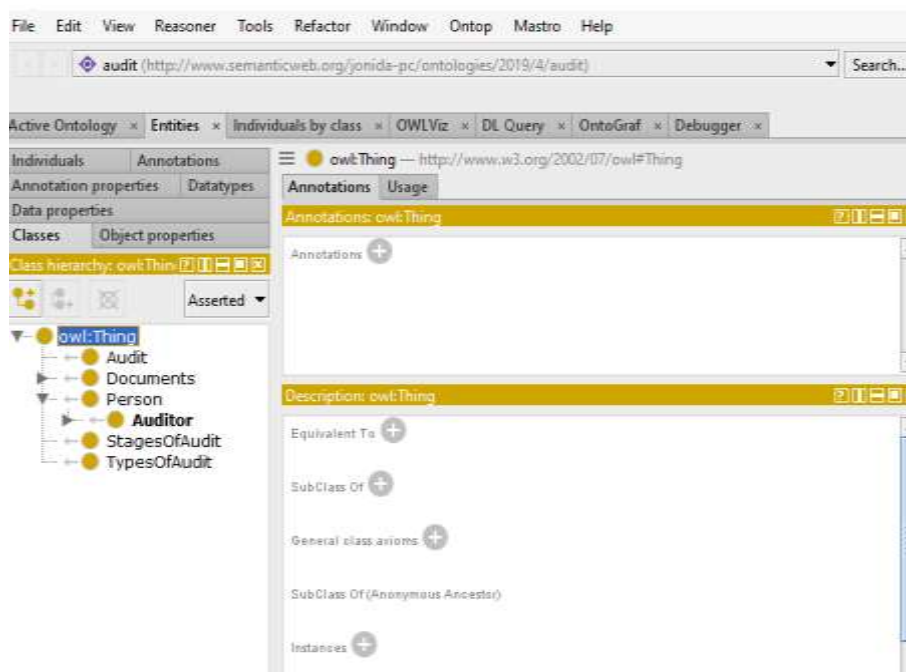 File Edit View Reasoner Tools Refactor Window Ontop Mastro Help
audit (http://www.semanticweb.org/jonida-pc/ontologies/2019/4/audit) Search...
Active Ontology × Entities × Individuals by class × OWLViz × DL Query × OntoGraf × Debugger ×
Individuals Annotations
Annotation properties Datatypes
Data properties
Classes Object properties
Class hierarchy: owl:Thin
Asserted
owl:Thing
Audit
Documents
Person
Auditor
StagesOfAudit
TypesOfAudit
owl:Thing — http://www.w3.org/2002/07/owl#Thing
Annotations Usage
Annotations: owl:Thing
Annotations
Description: owl:Thing
Equivalent To
SubClass Of
General class axioms
SubClass Of (Anonymous Ancestor)
Instances